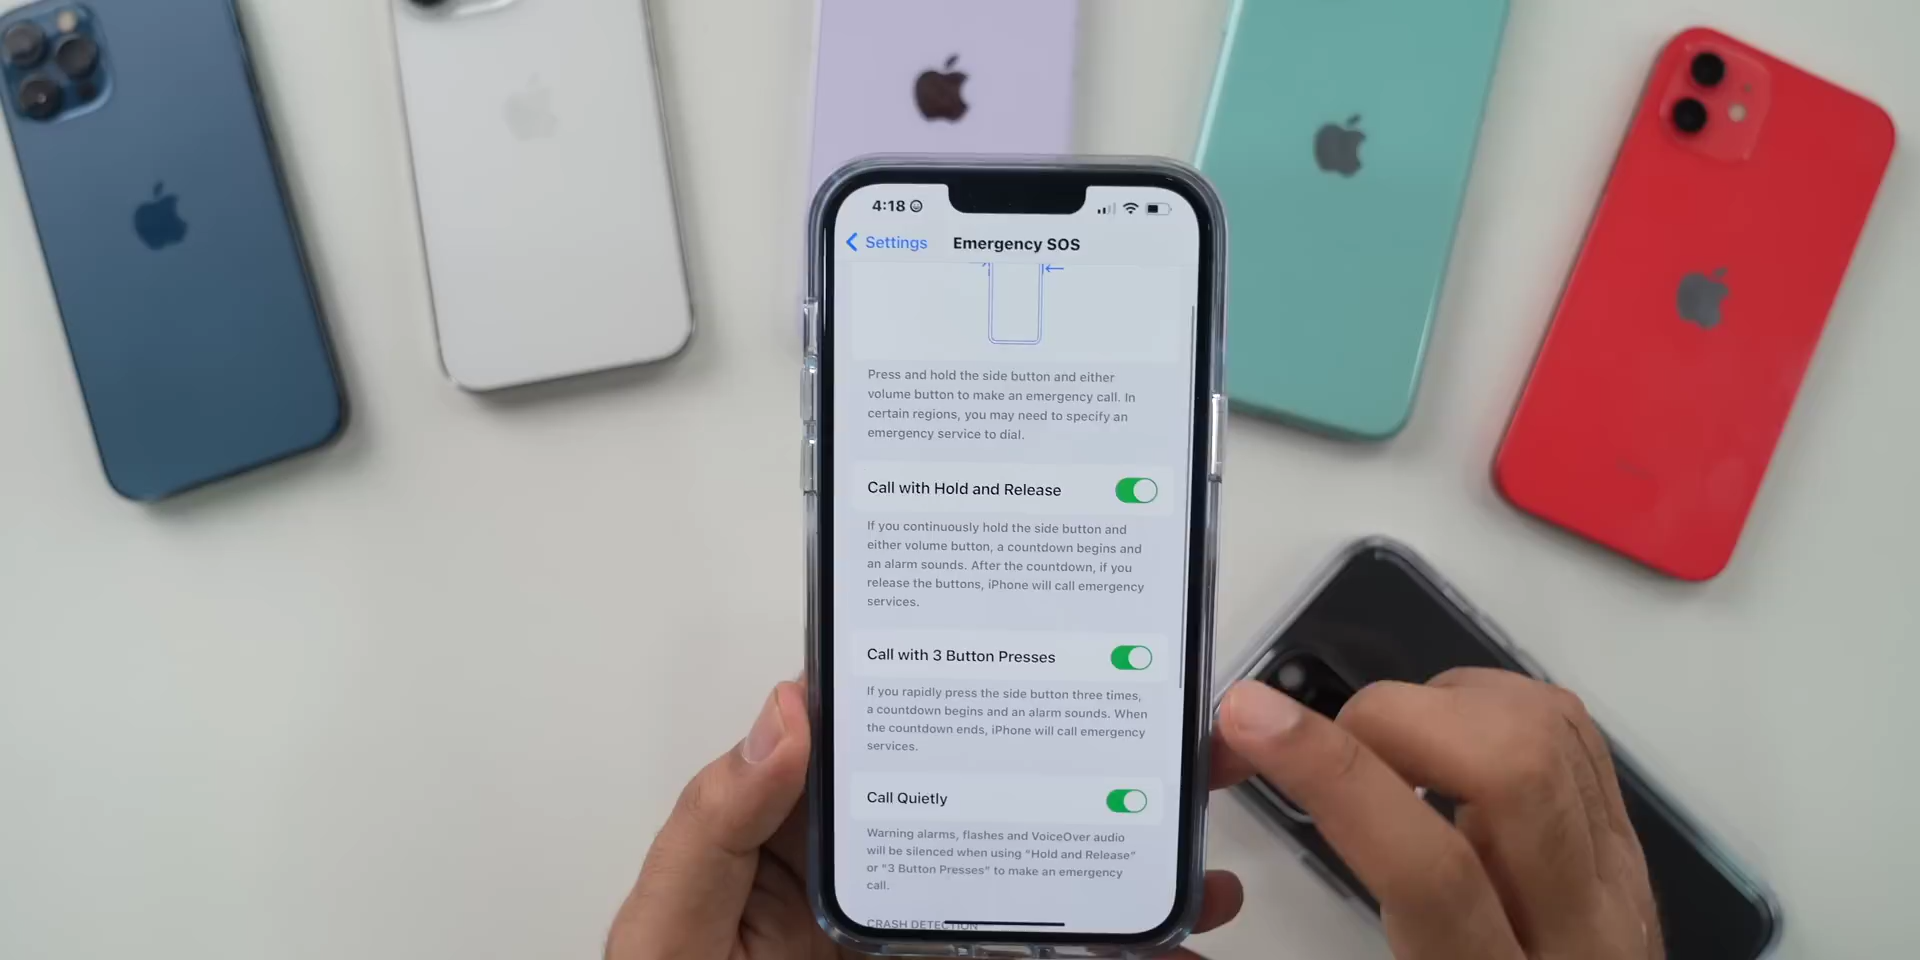 4:18
Settings
Emergency SOS
Press and hold the side button and either
volume button to make an emergency call. In
certain regions, you may need to specify an
emergency service to dial.
Call with Hold and Release
If you continuously hold the side button and
either volume button, a countdown begins and
an alarm sounds. After the countdown, if you
release the buttons, iPhone will call emergency
services.
Call with 3 Button Presses
If you rapidly press the side button three times,
a countdown begins and an alarm sounds. When
the countdown ends, iPhone will call emergency
services.
Call Quietly
Warning alarms, flashes and VoiceOver audio
will be silenced when using “Hold and Release”
or “3 Button Presses” to make an emergency
call.
CRASH DETECTION